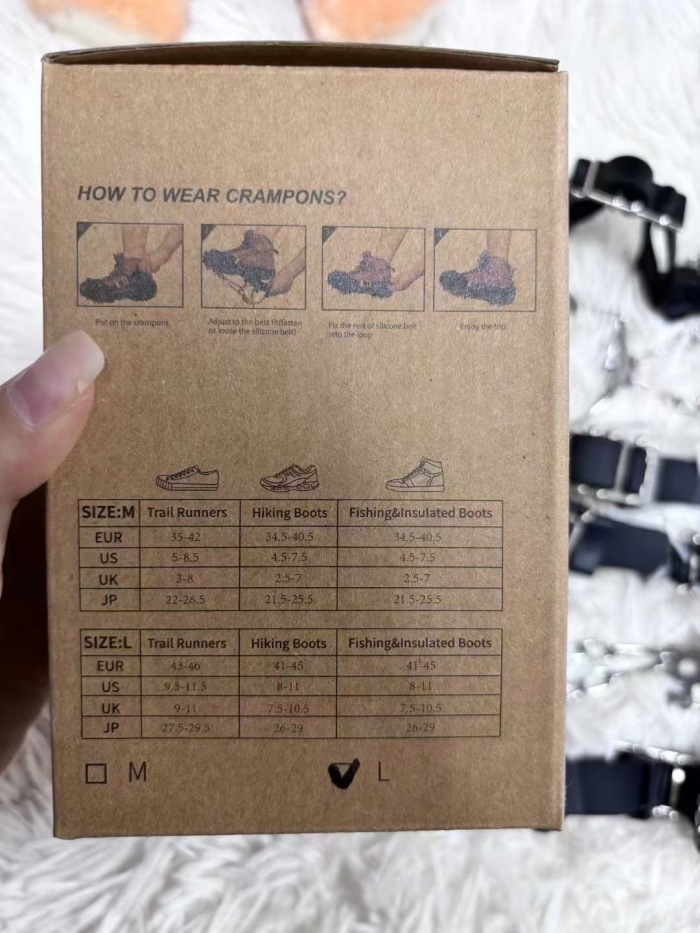 HOW TO WEAR CRAMPONS?
Put on the crampons
Adjust to the best fit(fasten
or loose the silicone belt)
Fix the rest of silicone belt
into the loop
Enjoy the trip
SIZE:M Trail Runners Hiking Boots Fishing&Insulated Boots
EUR 35-42 34.5-40.5 34.5-40.5
US 5-8.5 4.5-7.5 4.5-7.5
UK 3-8 2.5-7 2.5-7
JP 22-26.5 21.5-25.5 21.5-25.5
SIZE:L Trail Runners Hiking Boots Fishing&Insulated Boots
EUR 43-46 41-45 41-45
US 9.5-11.5 8-11 8-11
UK 9-11 7.5-10.5 7.5-10.5
JP 27.5-29.5 26-29 26-29
M L